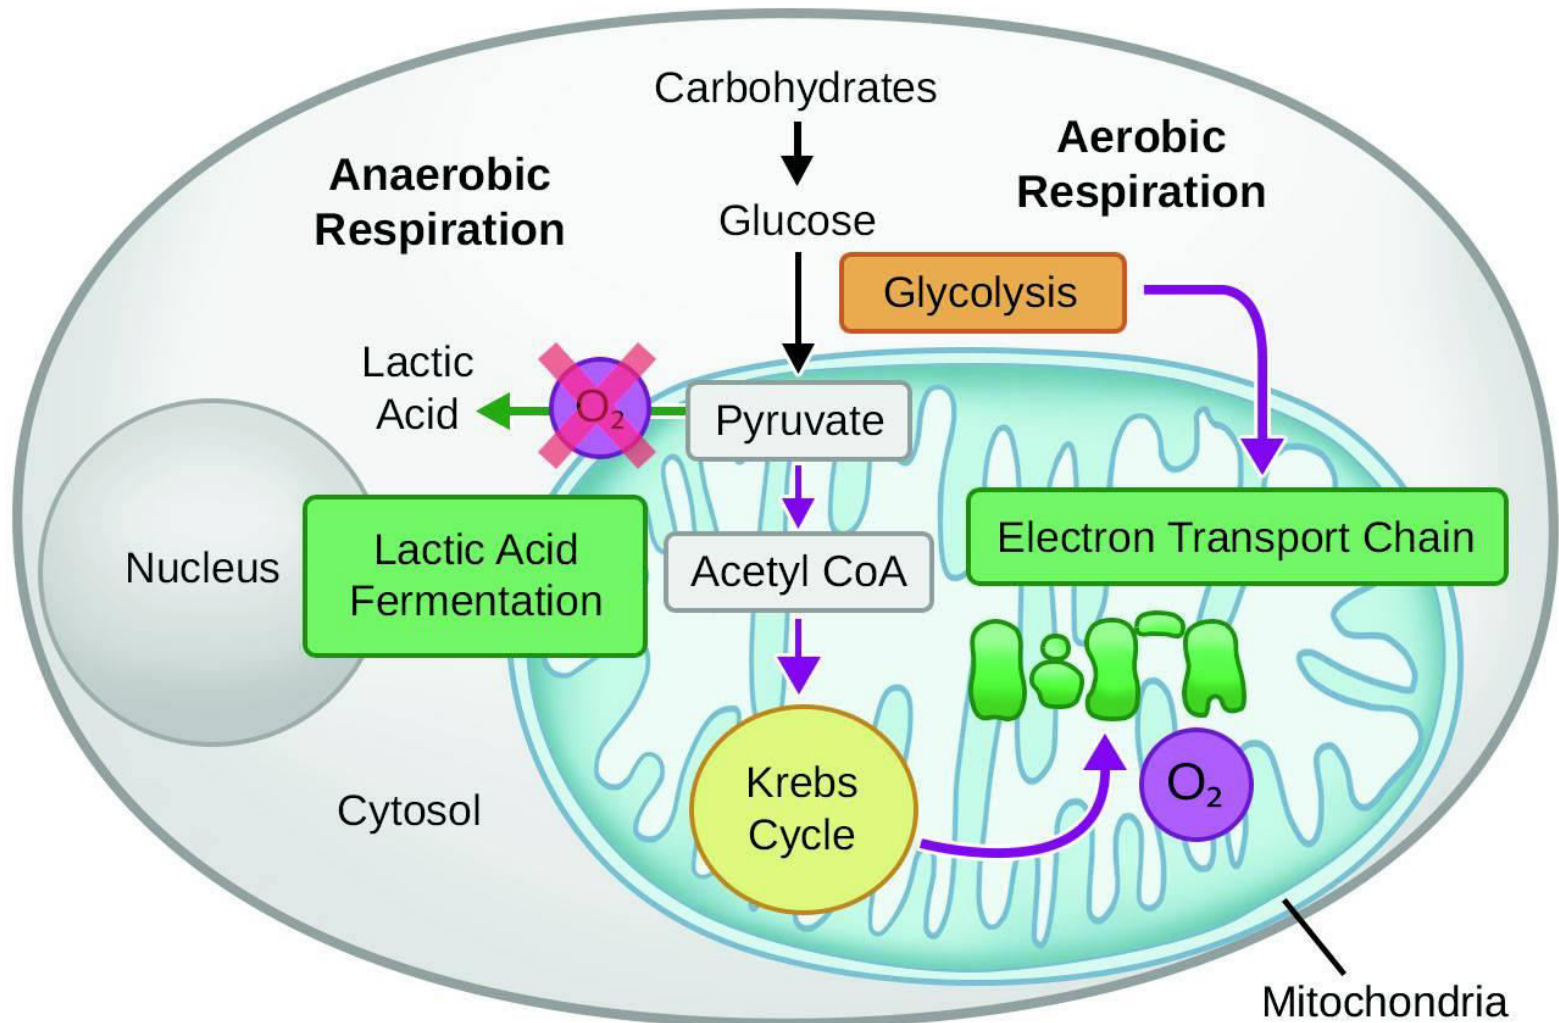 Carbohydrates
Anaerobic
Respiration
Aerobic
Respiration
Glucose
Glycolysis
Lactic
Acid
O₂
Pyruvate
Nucleus
Lactic Acid
Fermentation
Acetyl CoA
Electron Transport Chain
Krebs
Cycle
O₂
Cytosol
Mitochondria